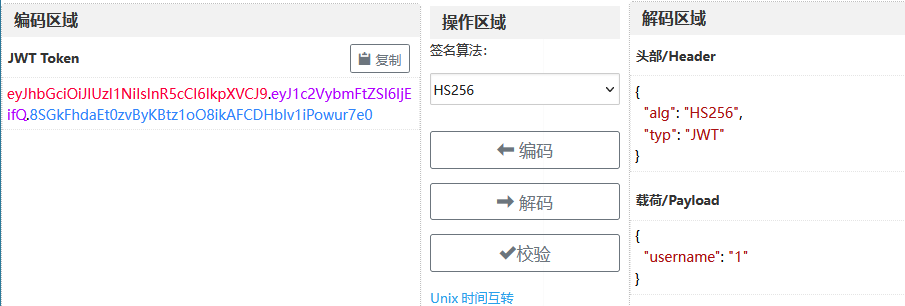 编码区域
JWT Token
复制
eyJhbGciOiJIUzI1NiIsInR5cCI6IkpXVCJ9.eyJ1c2VybmFtZSI6IjE
ifQ.8SGkFhdaEt0zvByKBtz1oO8ikAFCDHbIv1iPowur7e0
操作区域
签名算法:
HS256
编码
解码
校验
Unix 时间互转
解码区域
头部/Header
{
"alg": "HS256",
"typ": "JWT"
}
载荷/Payload
{
"username": "1"
}